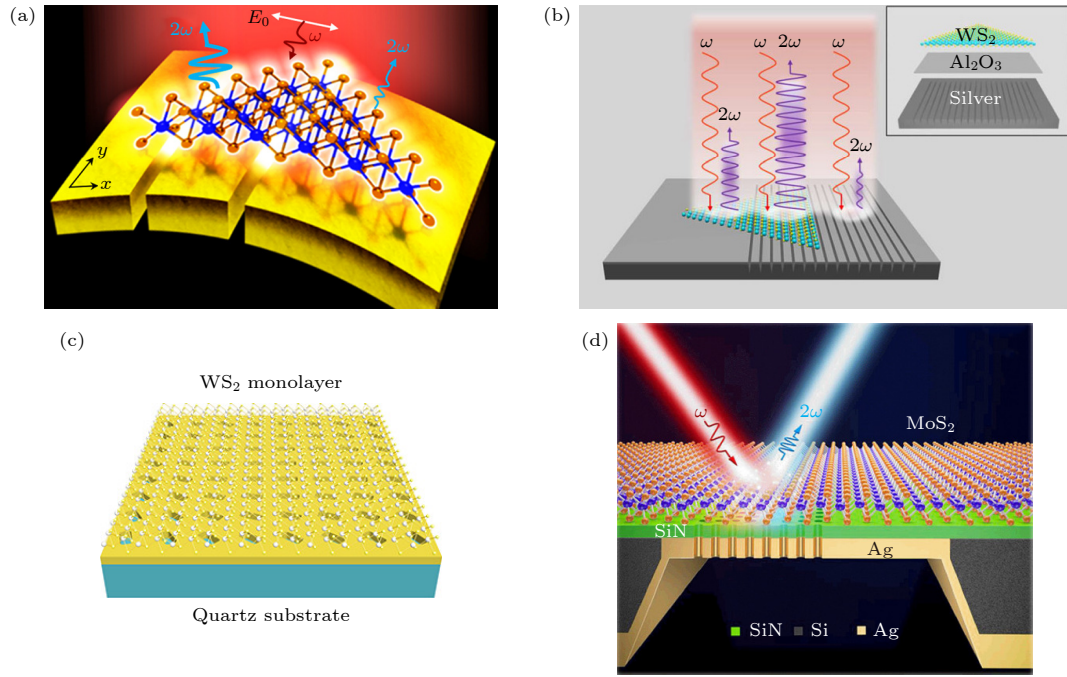 (a)
E₀
ω
2ω
2ω
y
x
(b)
ω
ω
2ω
ω
2ω
2ω
WS₂
Al₂O₃
Silver
(c)
WS₂ monolayer
Quartz substrate
(d)
ω
2ω
MoS₂
SiN
Ag
SiN
Si
Ag